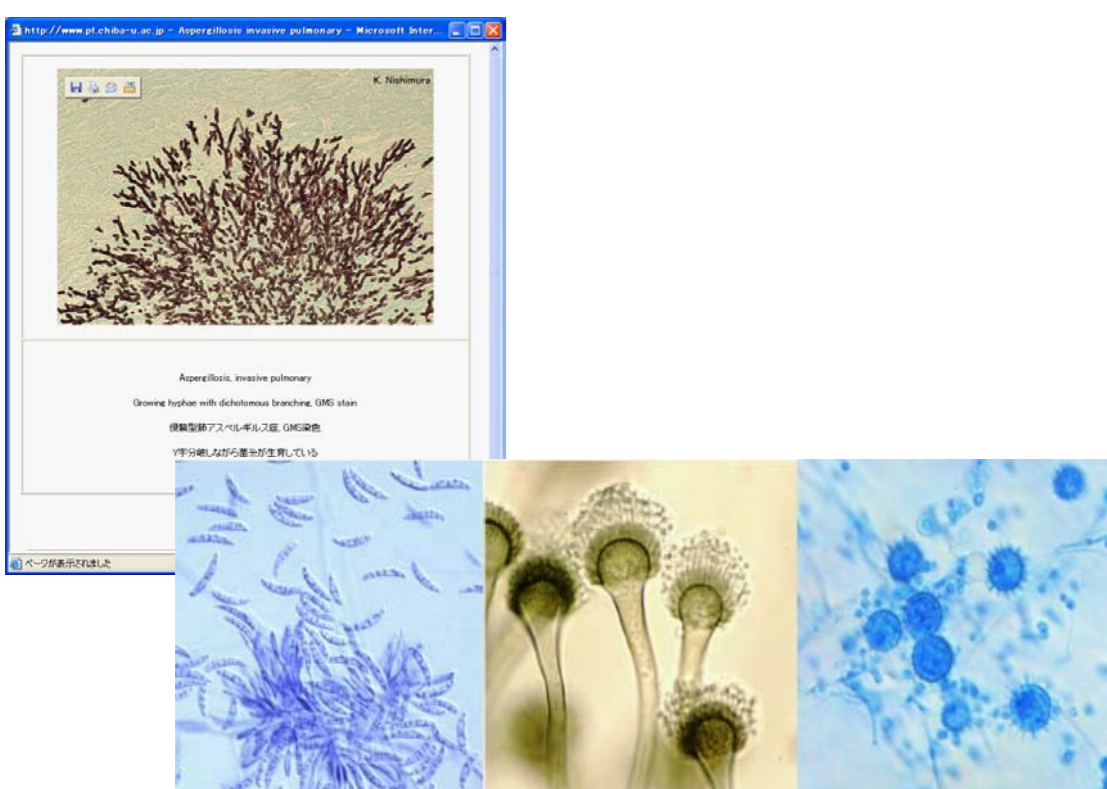 http://www.pf.chiba-u.ac.jp - Aspergillosis invasive pulmonary - Microsoft Inter...
K. Nishimura
Aspergillosis, invasive pulmonary
Growing hyphae with dichotomous branching, GMS stain
侵襲型肺アスペルギルス症, GMS染色
Y字分岐しながら菌糸が生育している
ページが表示されました